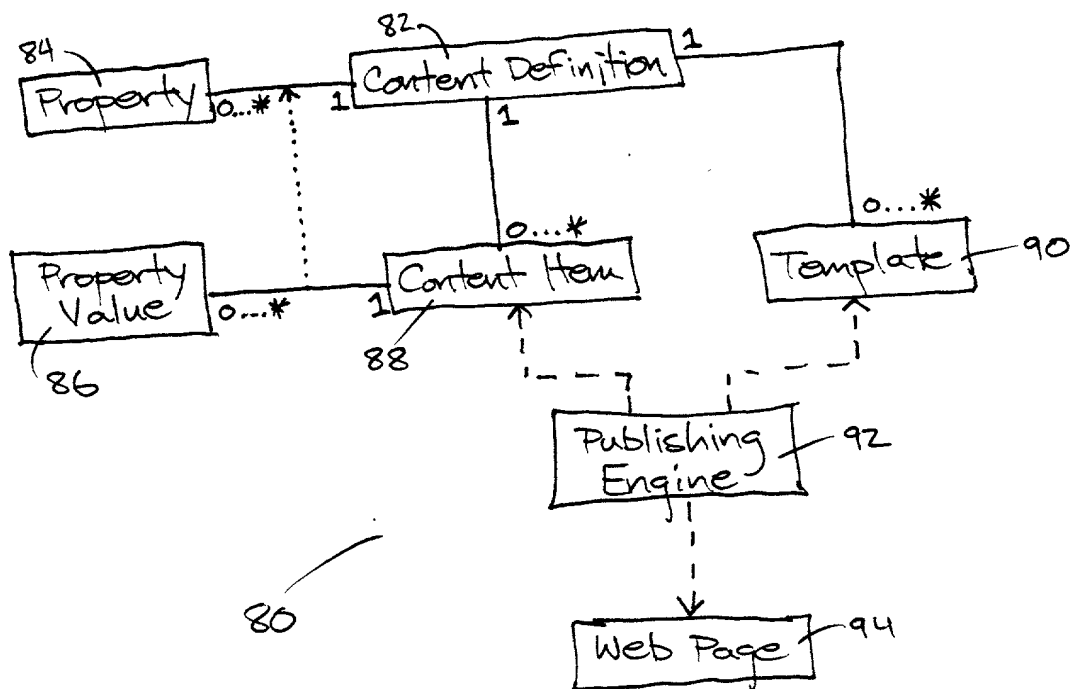 84
82
Property
Content Definition
1
0...*
1
1
0...*
0...*
Property
Value
Content Item
Template
90
0...*
1
86
88
Publishing
Engine
92
80
Web Page
94